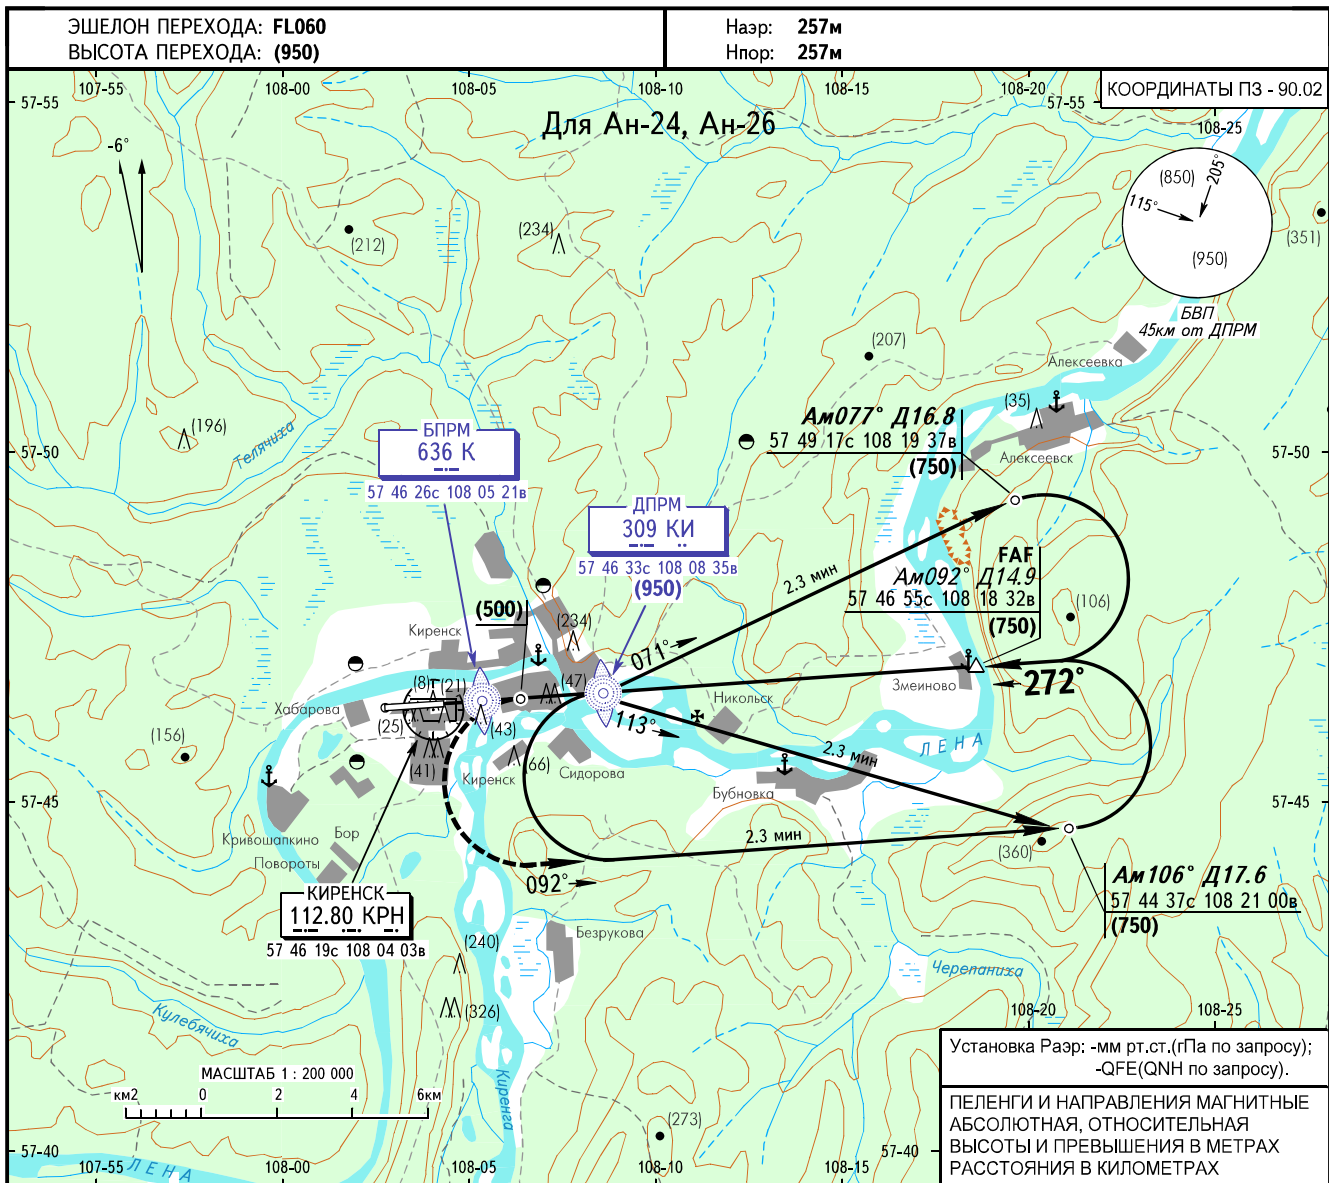 ЭШЕЛОН ПЕРЕХОДА: FL060
ВЫСОТА ПЕРЕХОДА: (950)
Наэр: 257м
Нпор: 257м
107-55
108-00
108-05
108-10
108-15
108-20
57-55
57-55
КООРДИНАТЫ ПЗ - 90.02
108-25
Для Ан-24, Ан-26
-6°
(850)
205°
115°
(950)
(351)
(212)
(234)
БВП
45км от ДПРМ
(207)
Алексеевка
(35)
Ам077° Д16.8
57 49 17с 108 19 37в
(750)
Алексеевск
(196)
Телячиха
57-50
57-50
БПРМ
636 К
57 46 26с 108 05 21в
ДПРМ
309 КИ
57 46 33с 108 08 35в
(950)
FAF
Ам092° Д14.9
57 46 55с 108 18 32в
(750)
2.3 мин
(106)
(500)
(234)
Киренск
071°
Змеиново
272°
(8)
(21)
(47)
Никольск
Хабарова
(25)
(43)
113°
ЛЕНА
(156)
(41)
Киренск
(66)
Сидорова
2.3 мин
Бубновка
57-45
57-45
Кривошапкино
Бор
Повороты
2.3 мин
(360)
092°
Ам106° Д17.6
57 44 37с 108 21 00в
(750)
КИРЕНСК
112.80 КРН
57 46 19с 108 04 03в
Безрукова
(240)
Черепаниха
(326)
Кулебячиха
108-20
108-25
Установка Раэр: -мм рт.ст.(гПа по запросу);
-QFE(QNH по запросу).
МАСШТАБ 1 : 200 000
км2 0 2 4 6км
Киренга
(273)
ПЕЛЕНГИ И НАПРАВЛЕНИЯ МАГНИТНЫЕ
АБСОЛЮТНАЯ, ОТНОСИТЕЛЬНАЯ
ВЫСОТЫ И ПРЕВЫШЕНИЯ В МЕТРАХ
РАССТОЯНИЯ В КИЛОМЕТРАХ
57-40
57-40
ЛЕНА
107-55
108-00
108-05
108-10
108-15